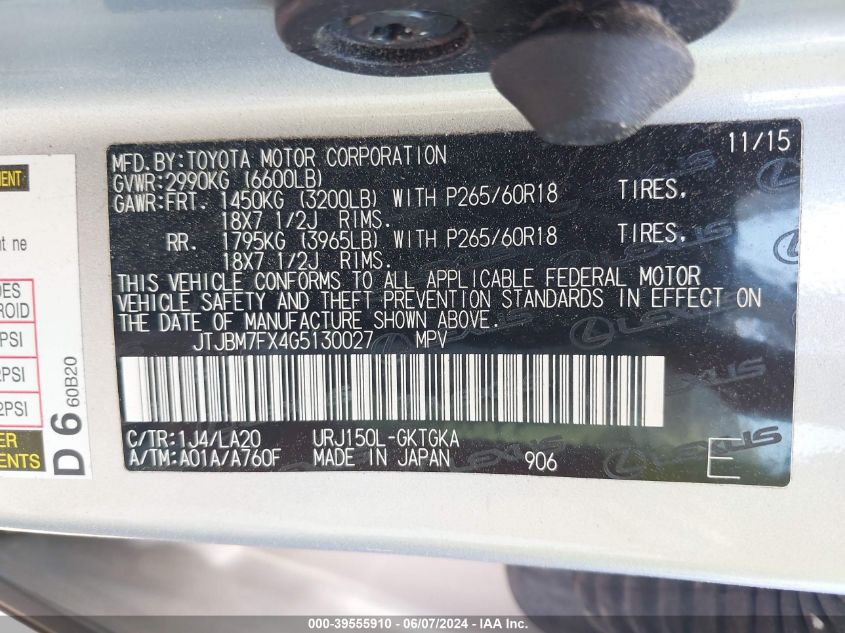 MFD.BY:TOYOTA MOTOR CORPORATION 11/15
GVWR:2990KG (6600LB)
GAWR:FRT. 1450KG (3200LB) WITH P265/60R18 TIRES.
18X7 1/2J RIMS.
RR. 1795KG (3965LB) WITH P265/60R18 TIRES.
18X7 1/2J RIMS.
THIS VEHICLE CONFORMS TO ALL APPLICABLE FEDERAL MOTOR
VEHICLE SAFETY AND THEFT PREVENTION STANDARDS IN EFFECT ON
THE DATE OF MANUFACTURE SHOWN ABOVE.
JTJBM7FX4G5130027 MPV
C/TR:1J4/LA20 URJ150L-GKTGKA
A/TM:A01A/A760F MADE IN JAPAN 906 E
LEXUS
PSI
2PSI
2PSI
D 6 60B20
000-39555910 - 06/07/2024 - IAA Inc.